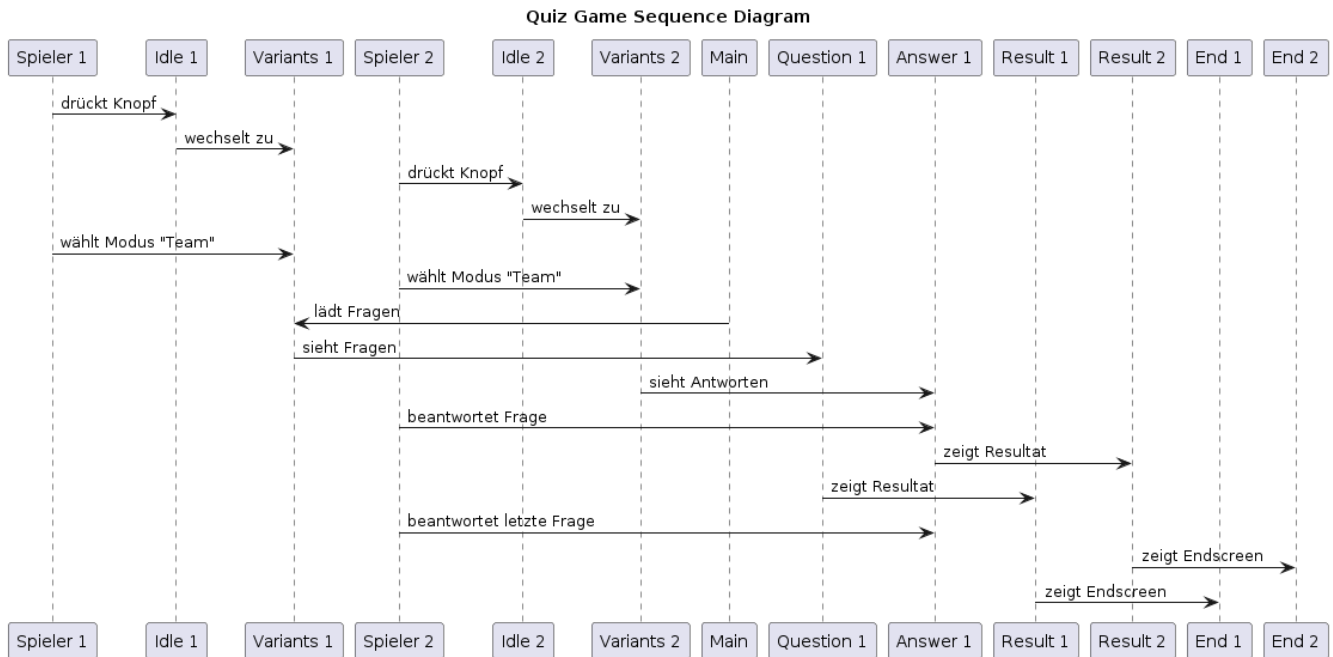 Quiz Game Sequence Diagram
Spieler 1 Idle 1 Variants 1 Spieler 2 Idle 2 Variants 2 Main Question 1 Answer 1 Result 1 Result 2 End 1 End 2
drückt Knopf
wechselt zu
drückt Knopf
wechselt zu
wählt Modus "Team"
wählt Modus "Team"
lädt Fragen
sieht Fragen
sieht Antworten
beantwortet Frage
zeigt Resultat
zeigt Resultat
beantwortet letzte Frage
zeigt Endscreen
zeigt Endscreen
Spieler 1 Idle 1 Variants 1 Spieler 2 Idle 2 Variants 2 Main Question 1 Answer 1 Result 1 Result 2 End 1 End 2